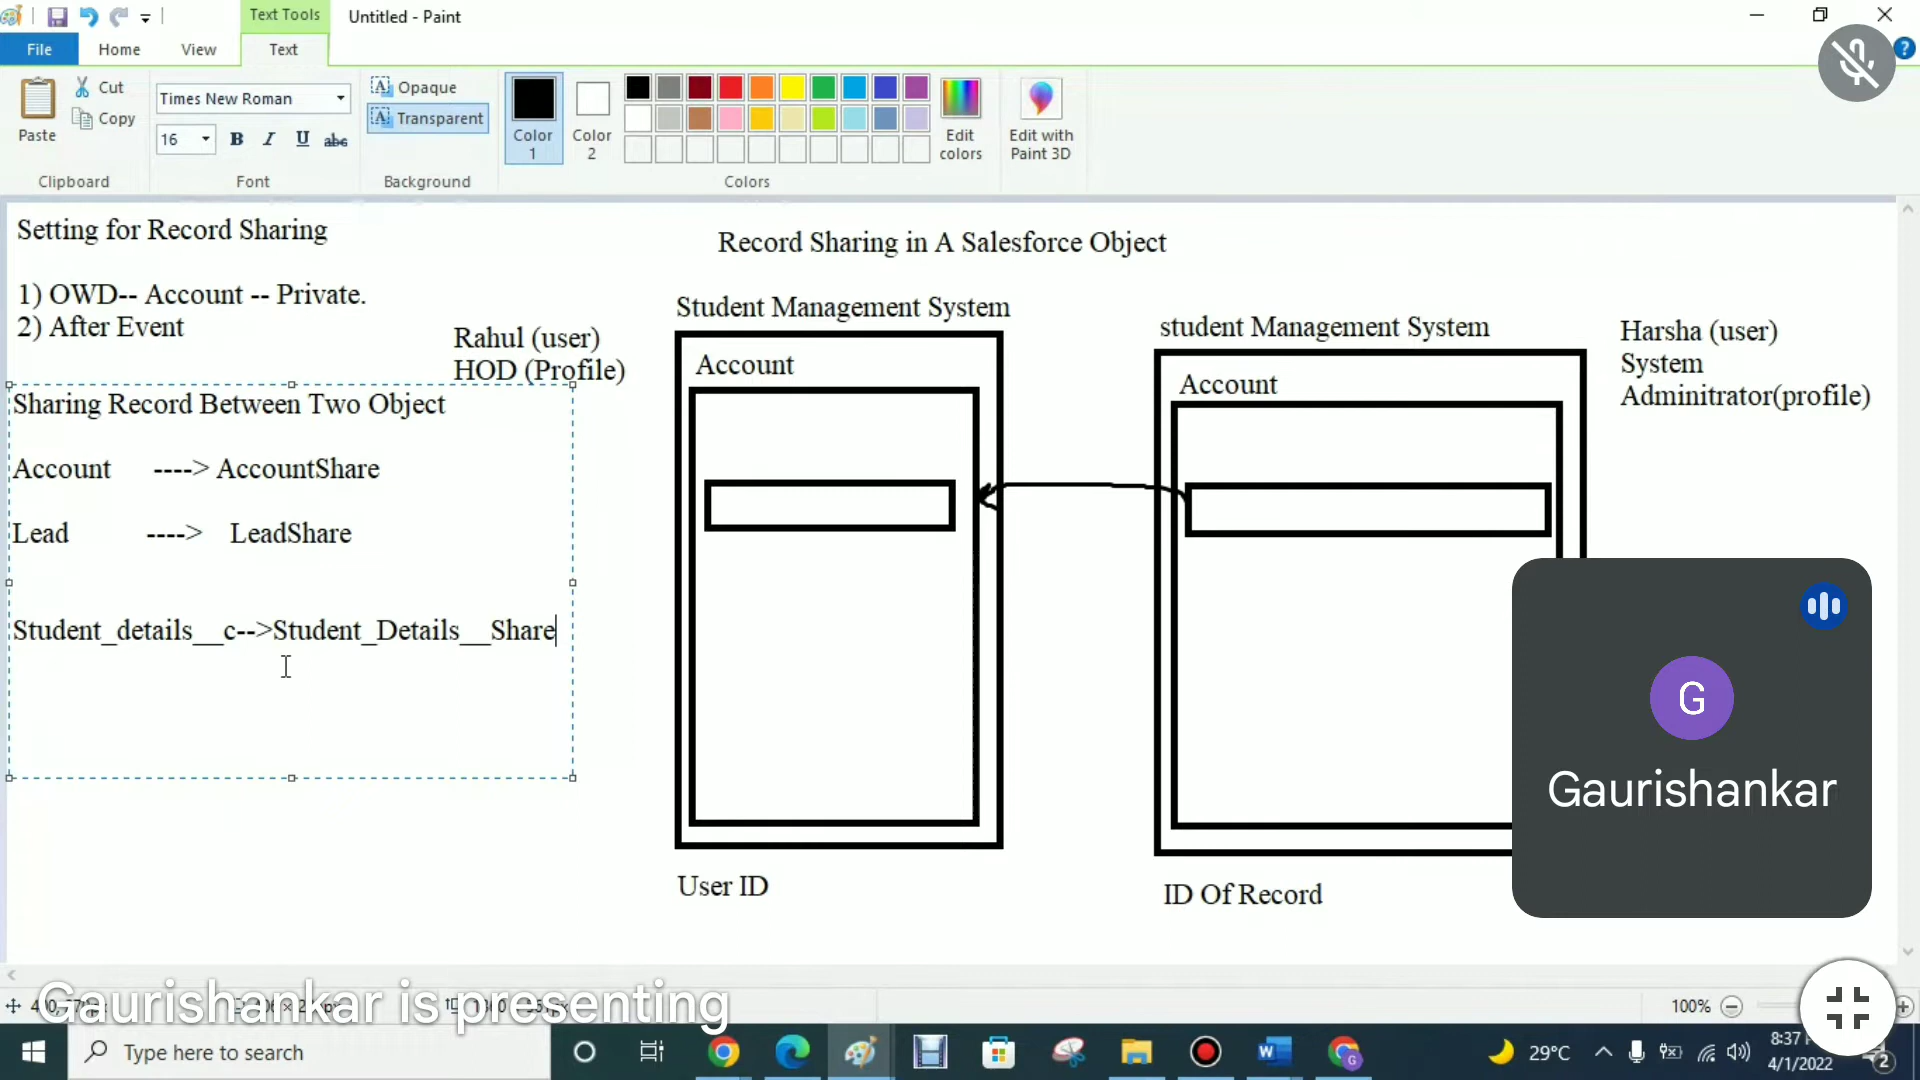 Text Tools
Untitled - Paint
File
Home
View
Text
Paste
Cut
Copy
Clipboard
Times New Roman
16
B I U abc
Font
Opaque
Transparent
Background
Color 1
Color 2
Colors
Edit colors
Edit with Paint 3D
Setting for Record Sharing
1) OWD-- Account -- Private.
2) After Event
Rahul (user)
HOD (Profile)
Sharing Record Between Two Object
Account ----> AccountShare
Lead ----> LeadShare
Student_details__c-->Student_Details__Share
Record Sharing in A Salesforce Object
Student Management System
Account
User ID
student Management System
Account
ID Of Record
Harsha (user)
System
Adminitrator(profile)
G
Gaurishankar
Gaurishankar is presenting
100%
Type here to search
29°C
8:37
4/1/2022
2